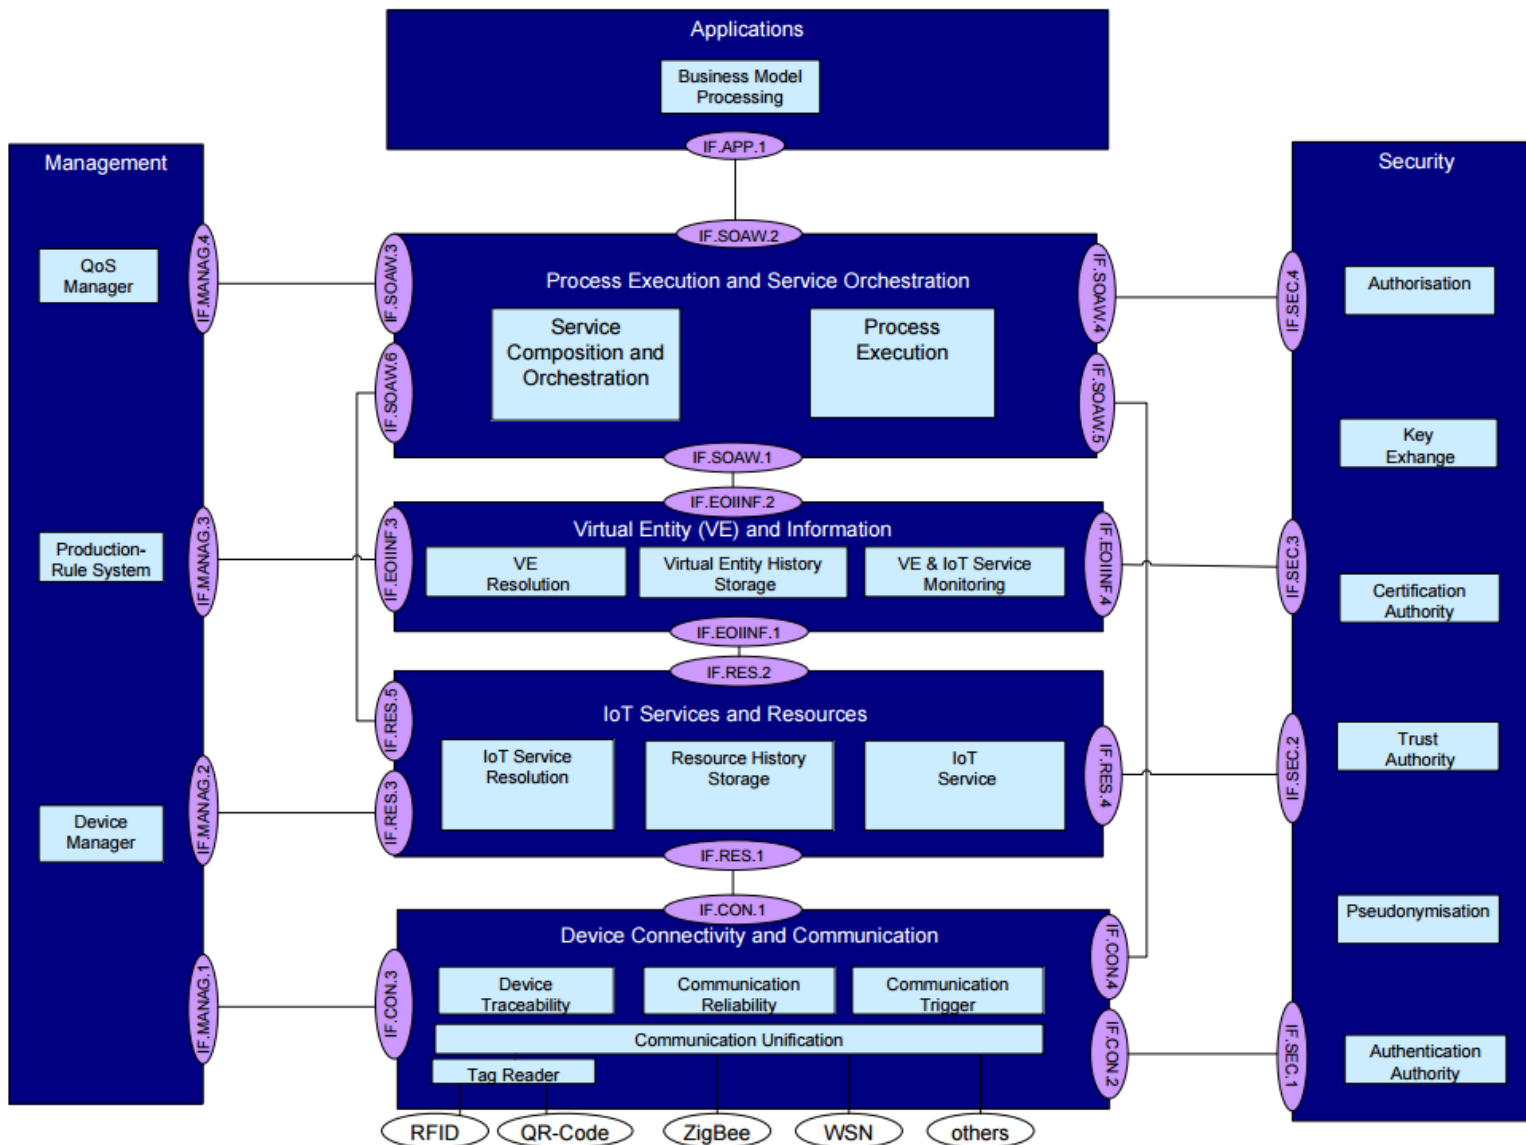 Applications
Business Model
Processing
IF.APP.1
Management
QoS
Manager
Production-
Rule System
Device
Manager
IF.MANAG.4
IF.MANAG.3
IF.MANAG.2
IF.MANAG.1
IF.SOAW.2
IF.SOAW.3
IF.SOAW.6
Process Execution and Service Orchestration
Service
Composition and
Orchestration
Process
Execution
IF.SOAW.4
IF.SOAW.5
IF.SOAW.1
IF.EOIINF.2
IF.EOIINF.3
Virtual Entity (VE) and Information
VE
Resolution
Virtual Entity History
Storage
VE & IoT Service
Monitoring
IF.EOIINF.4
IF.EOIINF.1
IF.RES.2
IF.RES.5
IF.RES.3
IoT Services and Resources
IoT Service
Resolution
Resource History
Storage
IoT
Service
IF.RES.4
IF.RES.1
IF.CON.1
IF.CON.3
Device Connectivity and Communication
Device
Traceability
Communication
Reliability
Communication
Trigger
Communication Unification
Tag Reader
IF.CON.4
IF.CON.2
RFID
QR-Code
ZigBee
WSN
others
Security
IF.SEC.4
IF.SEC.3
IF.SEC.2
IF.SEC.1
Authorisation
Key
Exhange
Certification
Authority
Trust
Authority
Pseudonymisation
Authentication
Authority